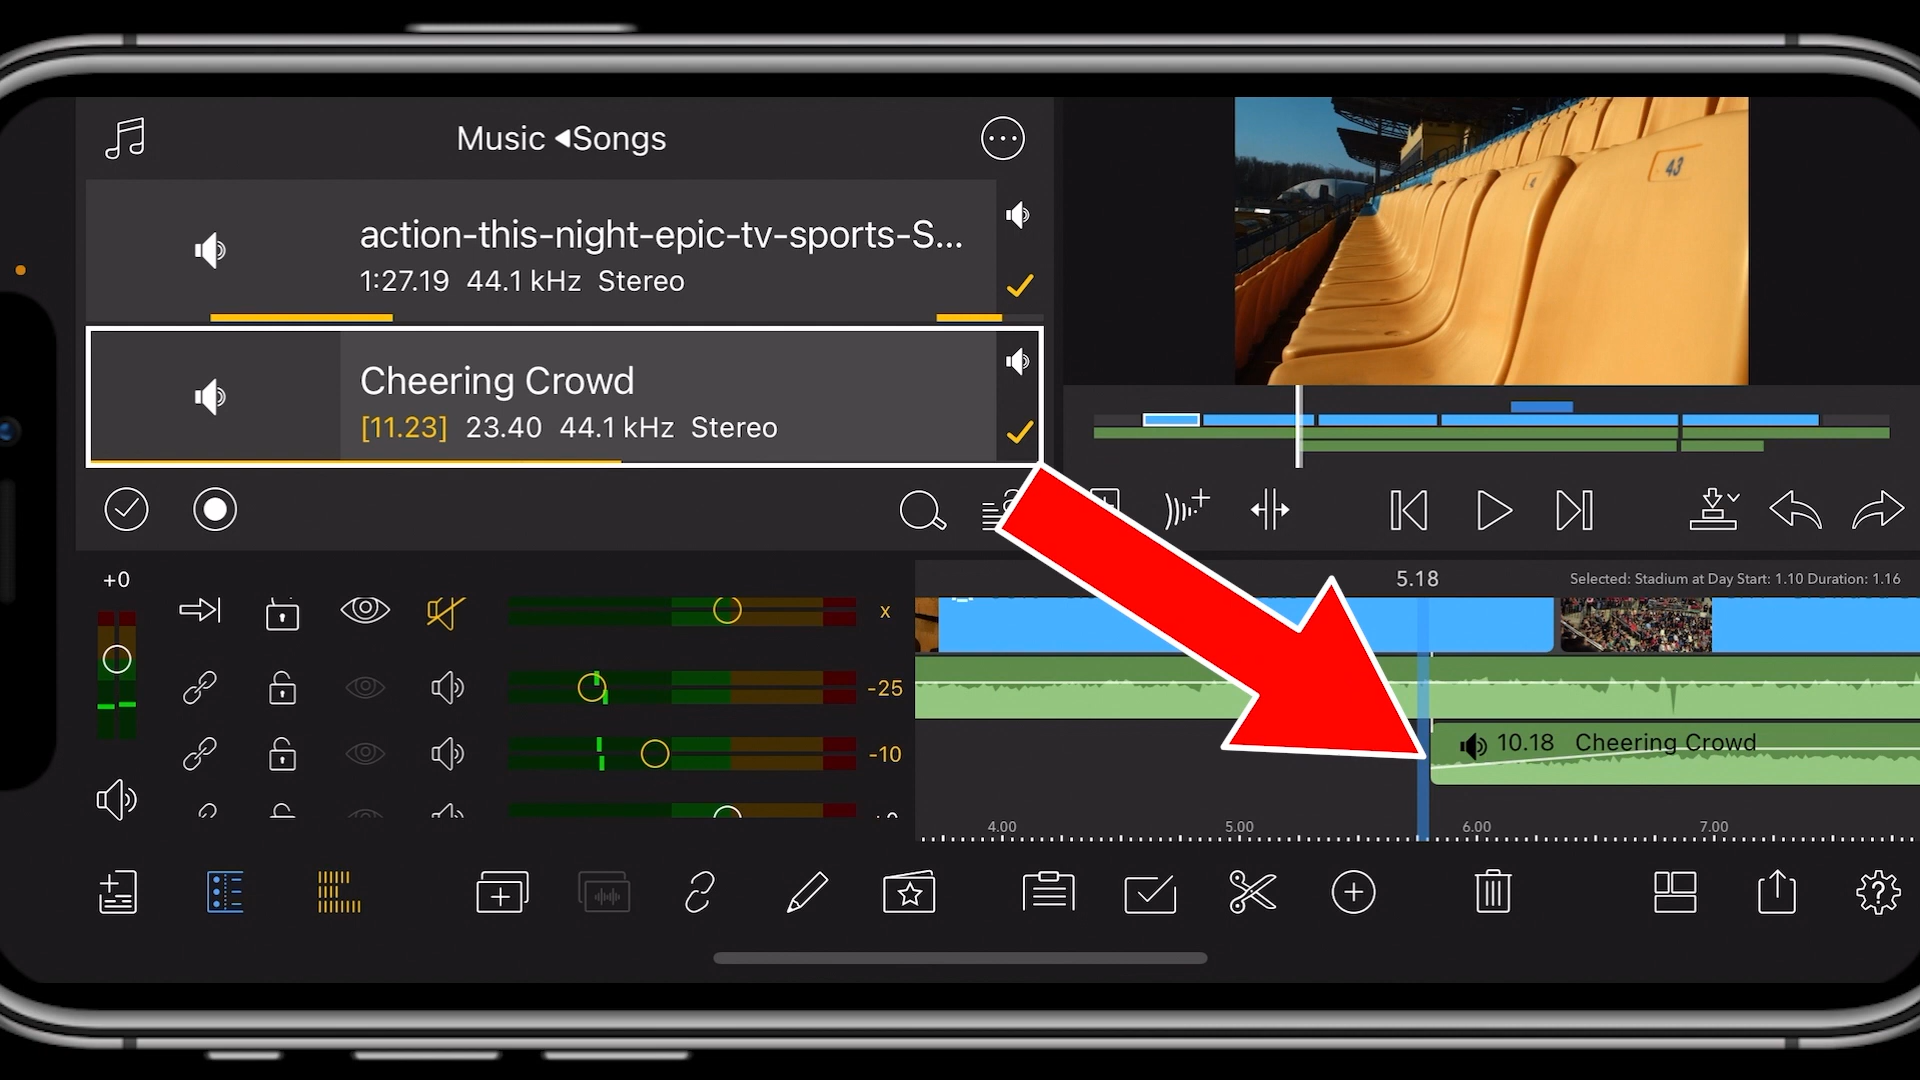 Music ◀Songs
action-this-night-epic-tv-sports-S...
1:27.19 44.1 kHz Stereo
Cheering Crowd
[11.23] 23.40 44.1 kHz Stereo
43
+0
5.18
Selected: Stadium at Day Start: 1.10 Duration: 1.16
x
-25
-10
10.18 Cheering Crowd
4.00 5.00 6.00 7.00